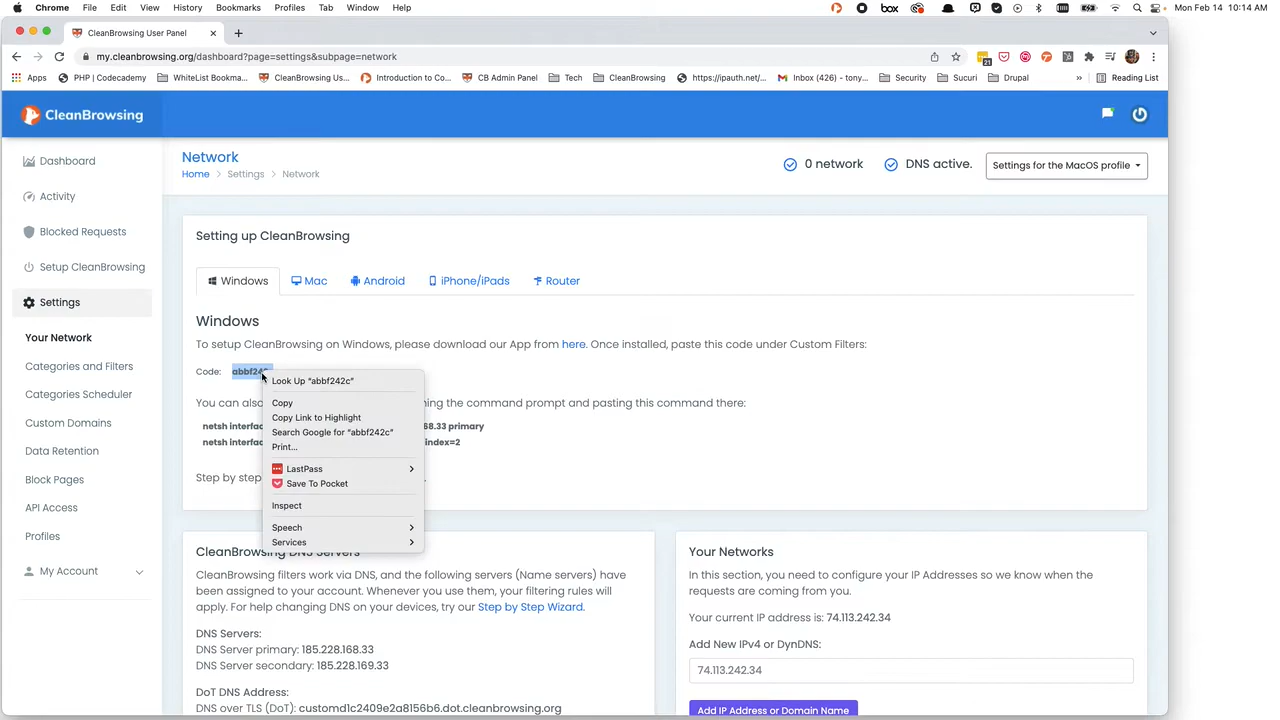 Chrome File Edit View History Bookmarks Profiles Tab Window Help box Mon Feb 14 10:14 AM
CleanBrowsing User Panel
my.cleanbrowsing.org/dashboard?page=settings&subpage=network
21
Apps PHP | Codecademy WhiteList Bookma... CleanBrowsing Us... Introduction to Co... CB Admin Panel Tech CleanBrowsing https://ipauth.net/... Inbox (426) - tony... Security Sucuri Drupal » Reading List
CleanBrowsing
Dashboard
Activity
Blocked Requests
Setup CleanBrowsing
Settings
Your Network
Categories and Filters
Categories Scheduler
Custom Domains
Data Retention
Block Pages
API Access
Profiles
My Account
Network
Home > Settings > Network
0 network DNS active. Settings for the MacOS profile
Setting up CleanBrowsing
Windows Mac Android iPhone/iPads Router
Windows
To setup CleanBrowsing on Windows, please download our App from here. Once installed, paste this code under Custom Filters:
Code: abbf242
You can also ning the command prompt and pasting this command there:
netsh interfac 68.33 primary
netsh interfac index=2
Step by step .
Look Up “abbf242c”
Copy
Copy Link to Highlight
Search Google for “abbf242c”
Print...
LastPass
Save To Pocket
Inspect
Speech
Services
CleanBrowsing DNS Servers
CleanBrowsing filters work via DNS, and the following servers (Name servers) have
been assigned to your account. Whenever you use them, your filtering rules will
apply. For help changing DNS on your devices, try our Step by Step Wizard.
DNS Servers:
DNS Server primary: 185.228.168.33
DNS Server secondary: 185.228.169.33
DoT DNS Address:
DNS over TLS (DoT): customd1c2409e2a8156b6.dot.cleanbrowsing.org
Your Networks
In this section, you need to configure your IP Addresses so we know when the
requests are coming from you.
Your current IP address is: 74.113.242.34
Add New IPv4 or DynDNS:
74.113.242.34
Add IP Address or Domain Name